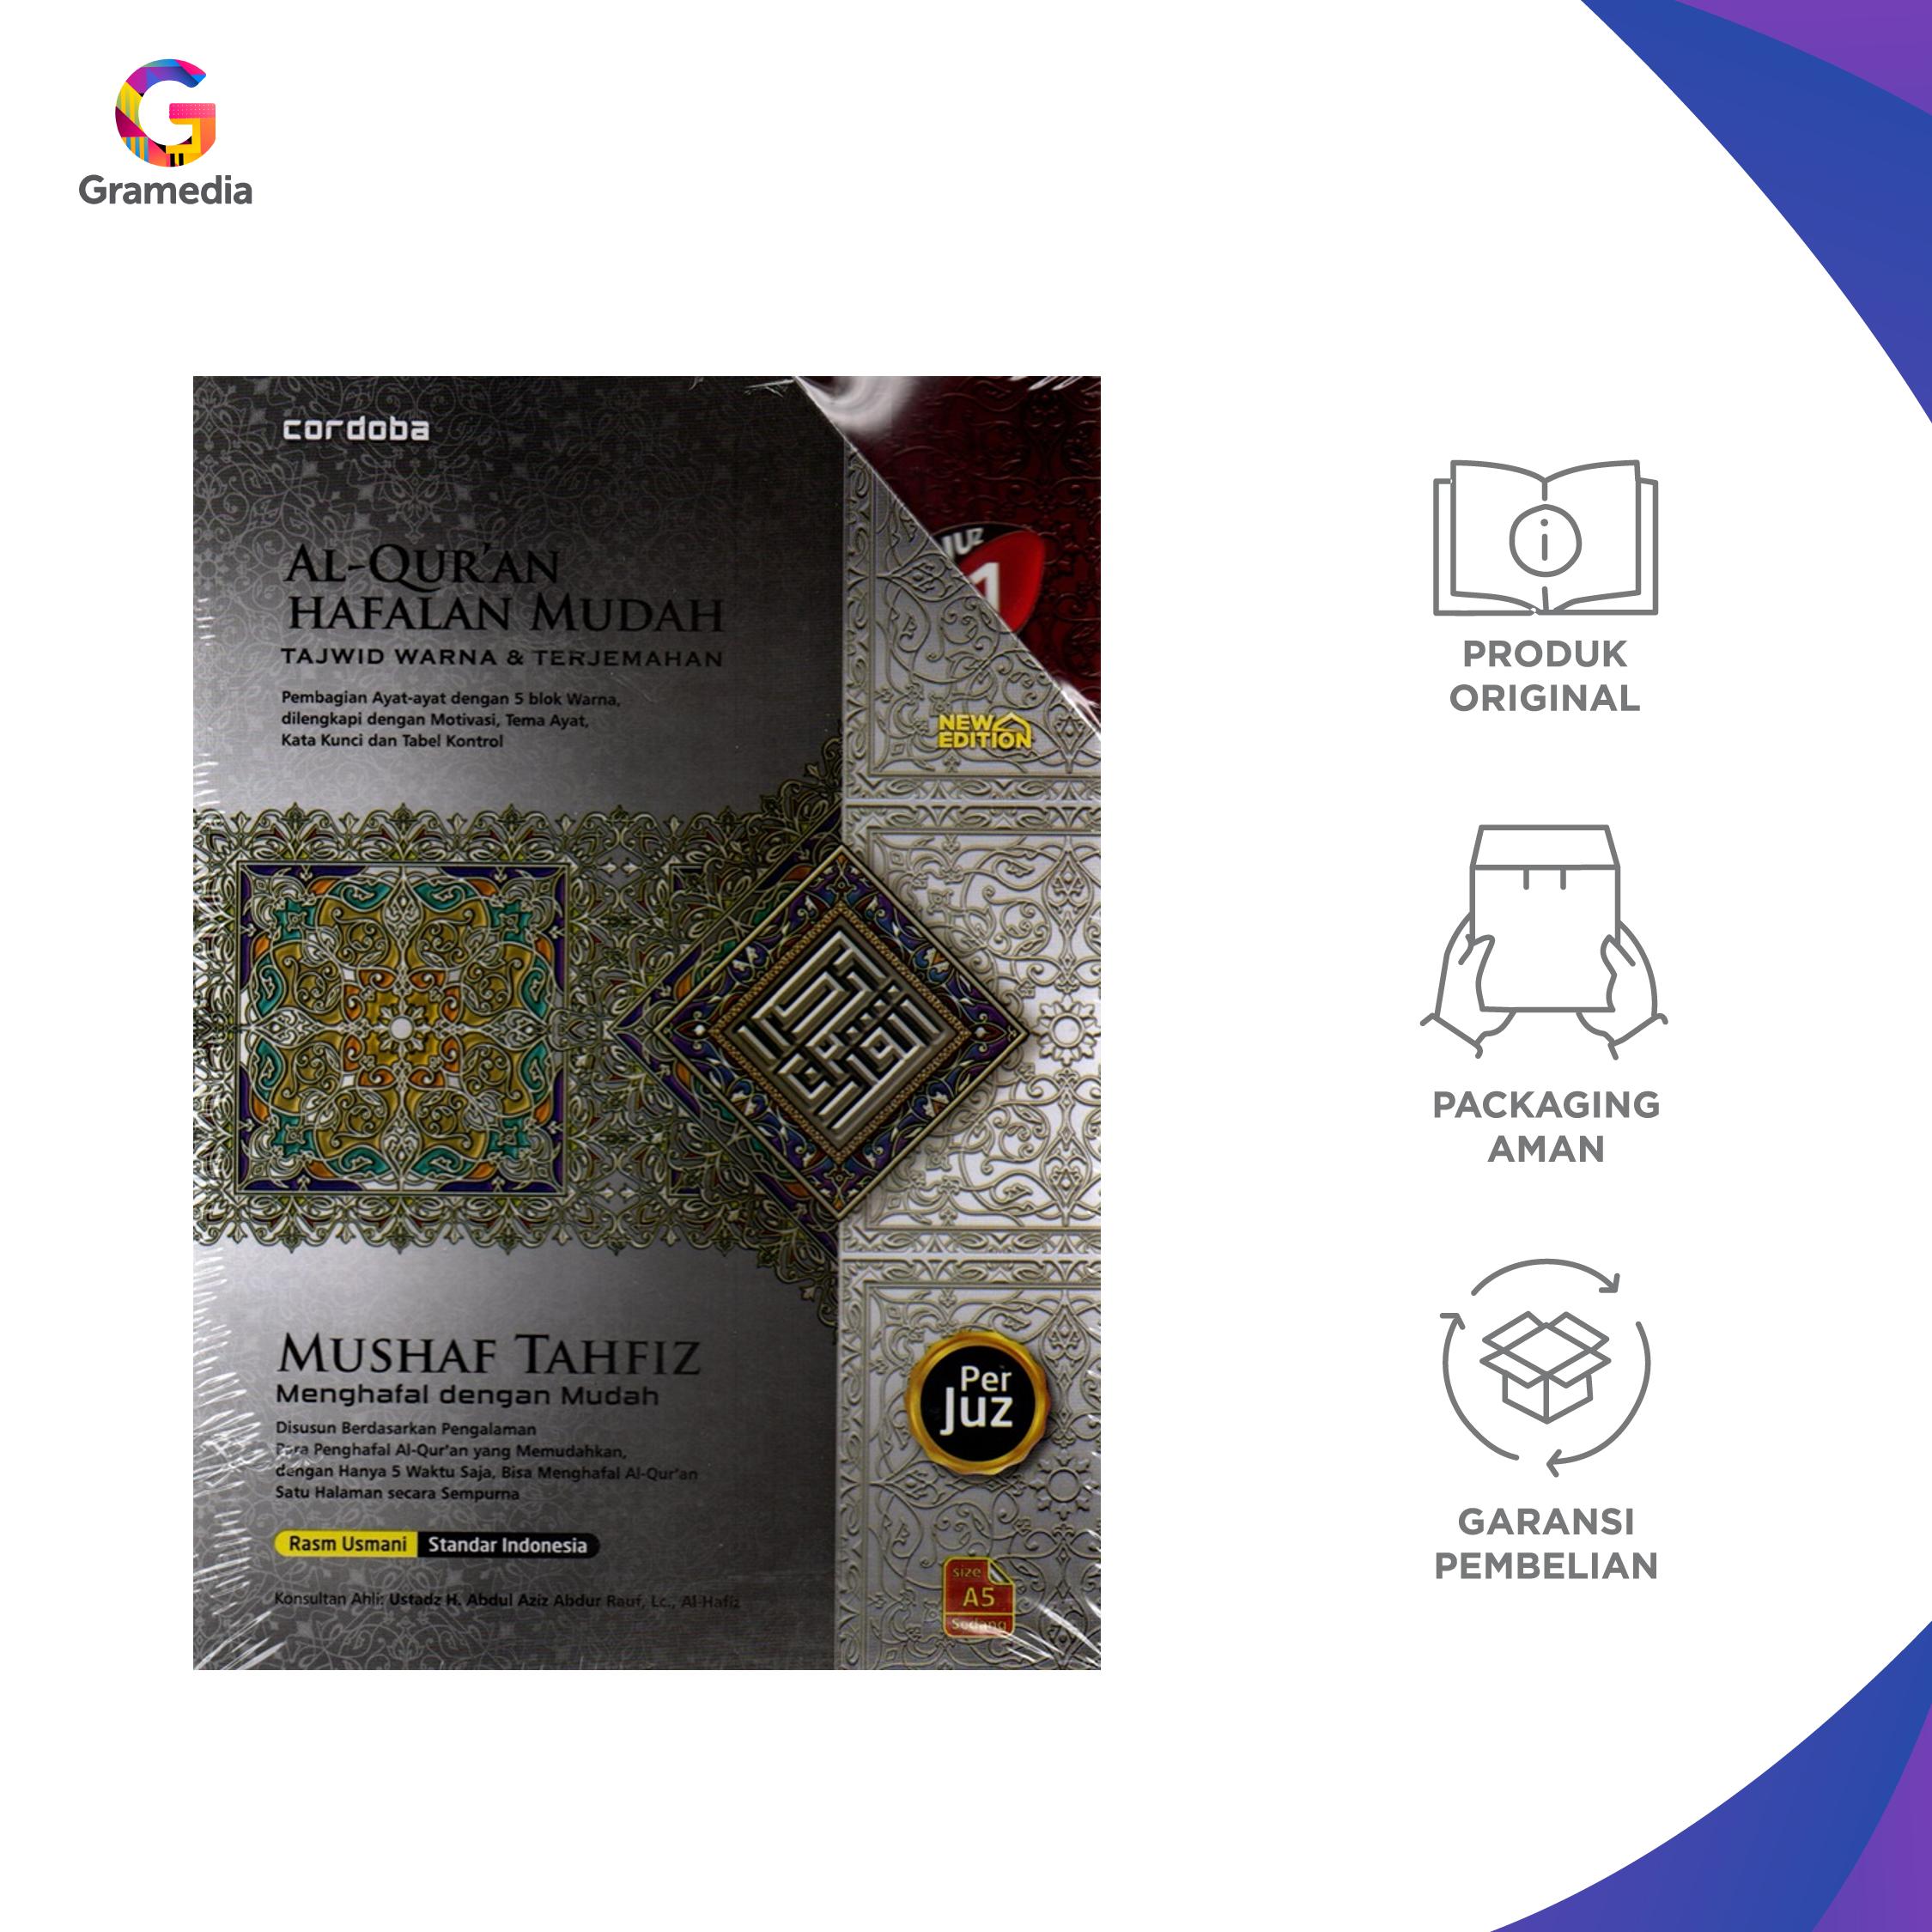 Gramedia
cordoba
AL-QUR'AN
HAFALAN MUDAH
TAJWID WARNA & TERJEMAHAN
Pembagian Ayat-ayat dengan 5 blok Warna,
dilengkapi dengan Motivasi, Tema Ayat,
Kata Kunci dan Tabel Kontrol
JUZ
1
NEW
EDITION
MUSHAF TAHFIZ
Menghafal dengan Mudah
Disusun Berdasarkan Pengalaman
Para Penghafal Al-Qur'an yang Memudahkan,
dengan Hanya 5 Waktu Saja, Bisa Menghafal Al-Qur'an
Satu Halaman secara Sempurna
Rasm Usmani Standar Indonesia
Konsultan Ahli: Ustadz H. Abdul Aziz Abdur Rauf, Lc., Al-Hafiz
Per
Juz
size
A5
Sedang
PRODUK
ORIGINAL
PACKAGING
AMAN
GARANSI
PEMBELIAN